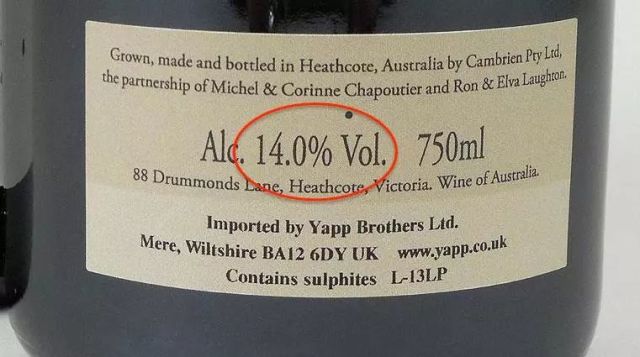 Grown, made and bottled in Heathcote, Australia by Cambrien Pty Ltd,
the partnership of Michel & Corinne Chapoutier and Ron & Elva Laughton.
Alc. 14.0% Vol. 750ml
88 Drummonds Lane, Heathcote, Victoria. Wine of Australia.
Imported by Yapp Brothers Ltd.
Mere, Wiltshire BA12 6DY UK www.yapp.co.uk
Contains sulphites L-13LP